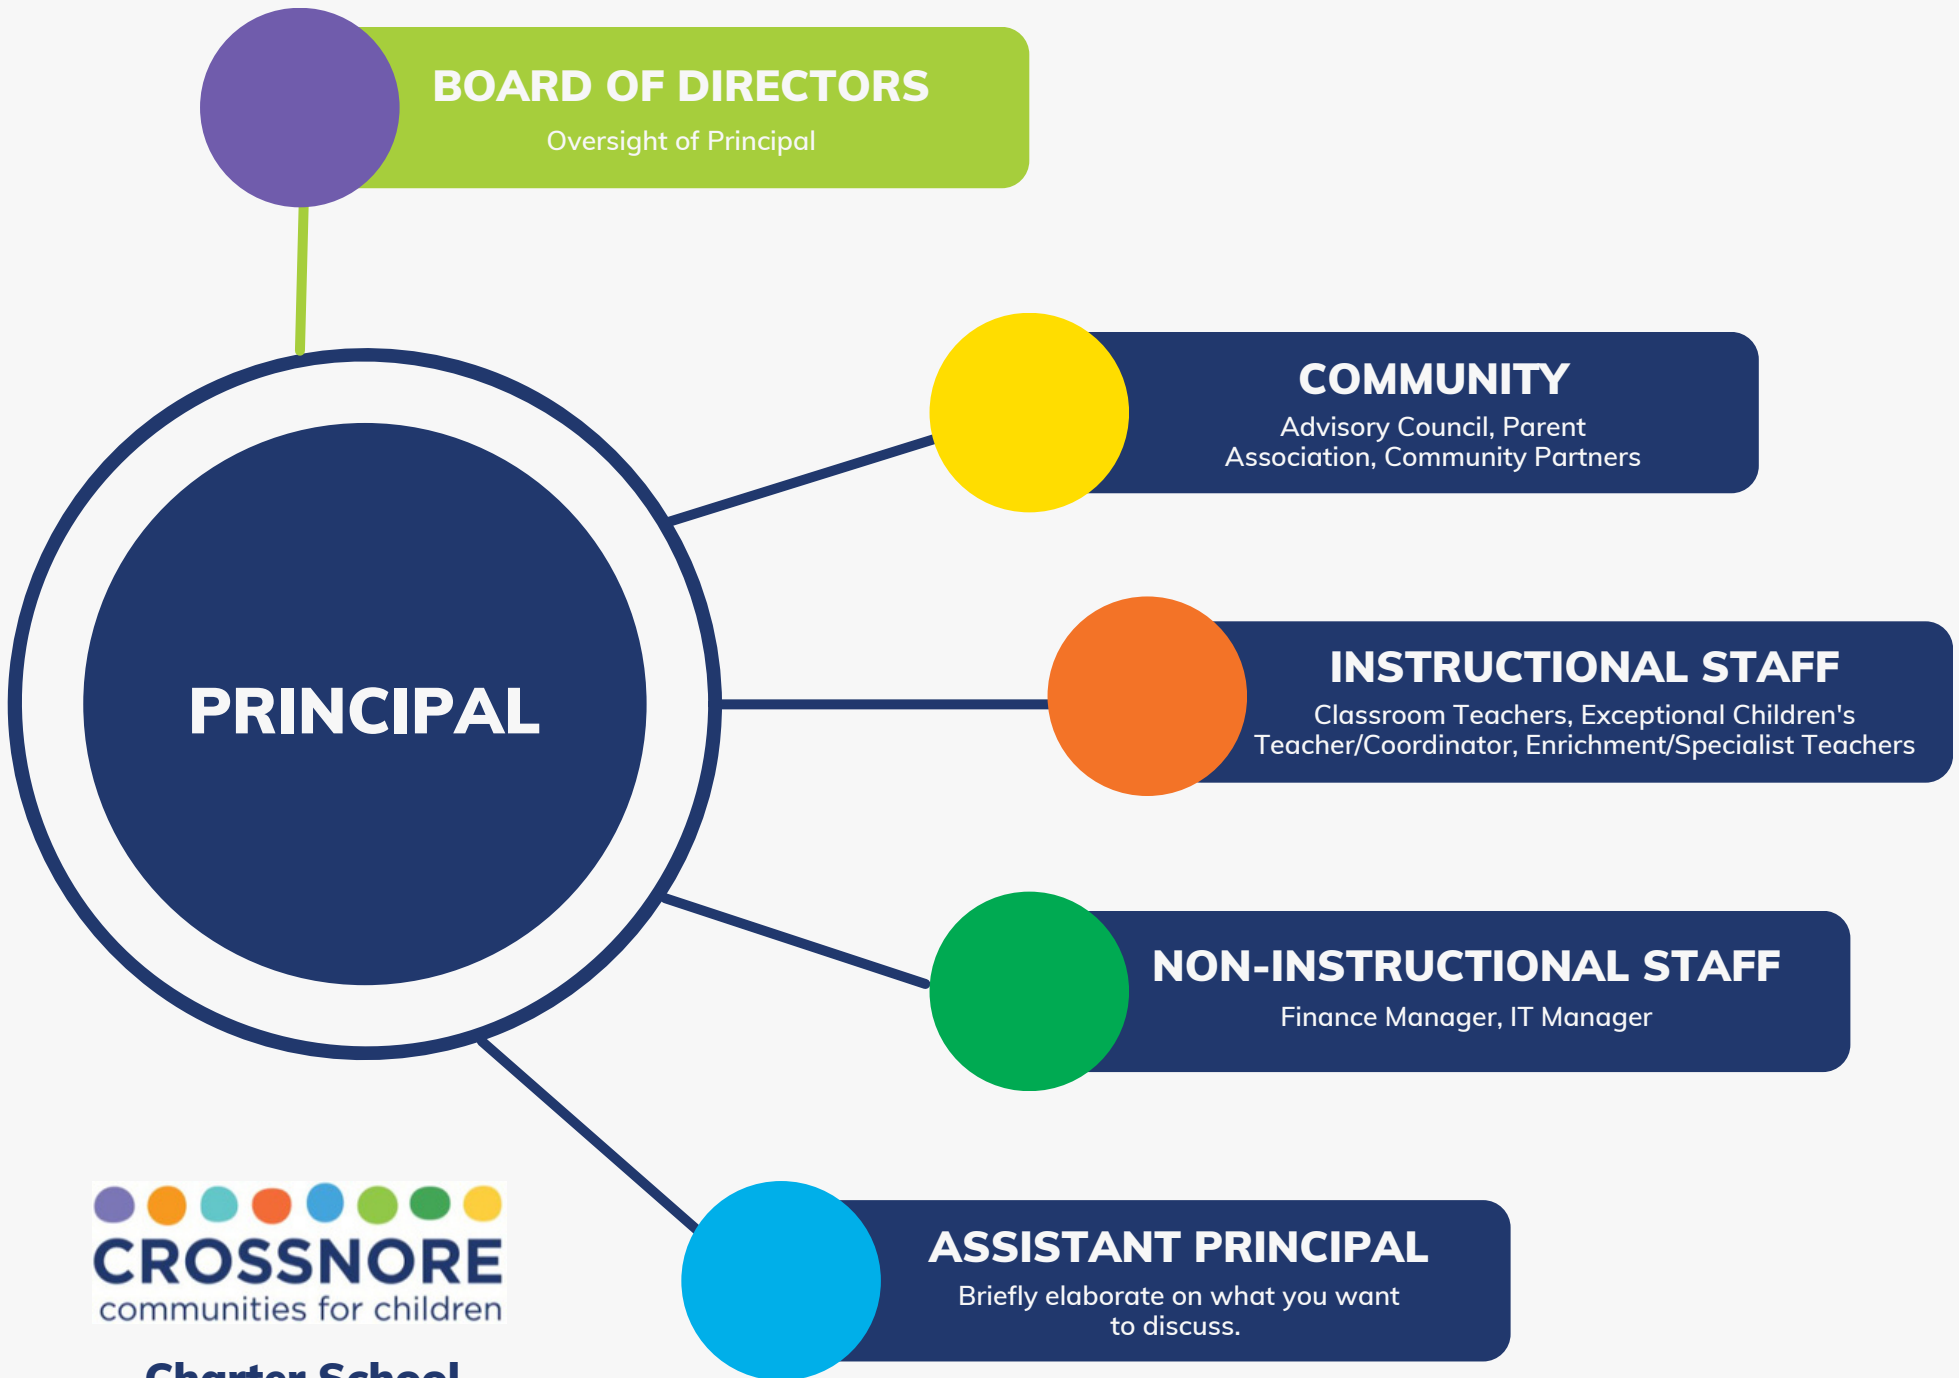 BOARD OF DIRECTORS
Oversight of Principal
COMMUNITY
Advisory Council, Parent
Association, Community Partners
PRINCIPAL
INSTRUCTIONAL STAFF
Classroom Teachers, Exceptional Children's
Teacher/Coordinator, Enrichment/Specialist Teachers
NON-INSTRUCTIONAL STAFF
Finance Manager, IT Manager
ASSISTANT PRINCIPAL
Briefly elaborate on what you want
to discuss.
CROSSNORE
communities for children
Charter School